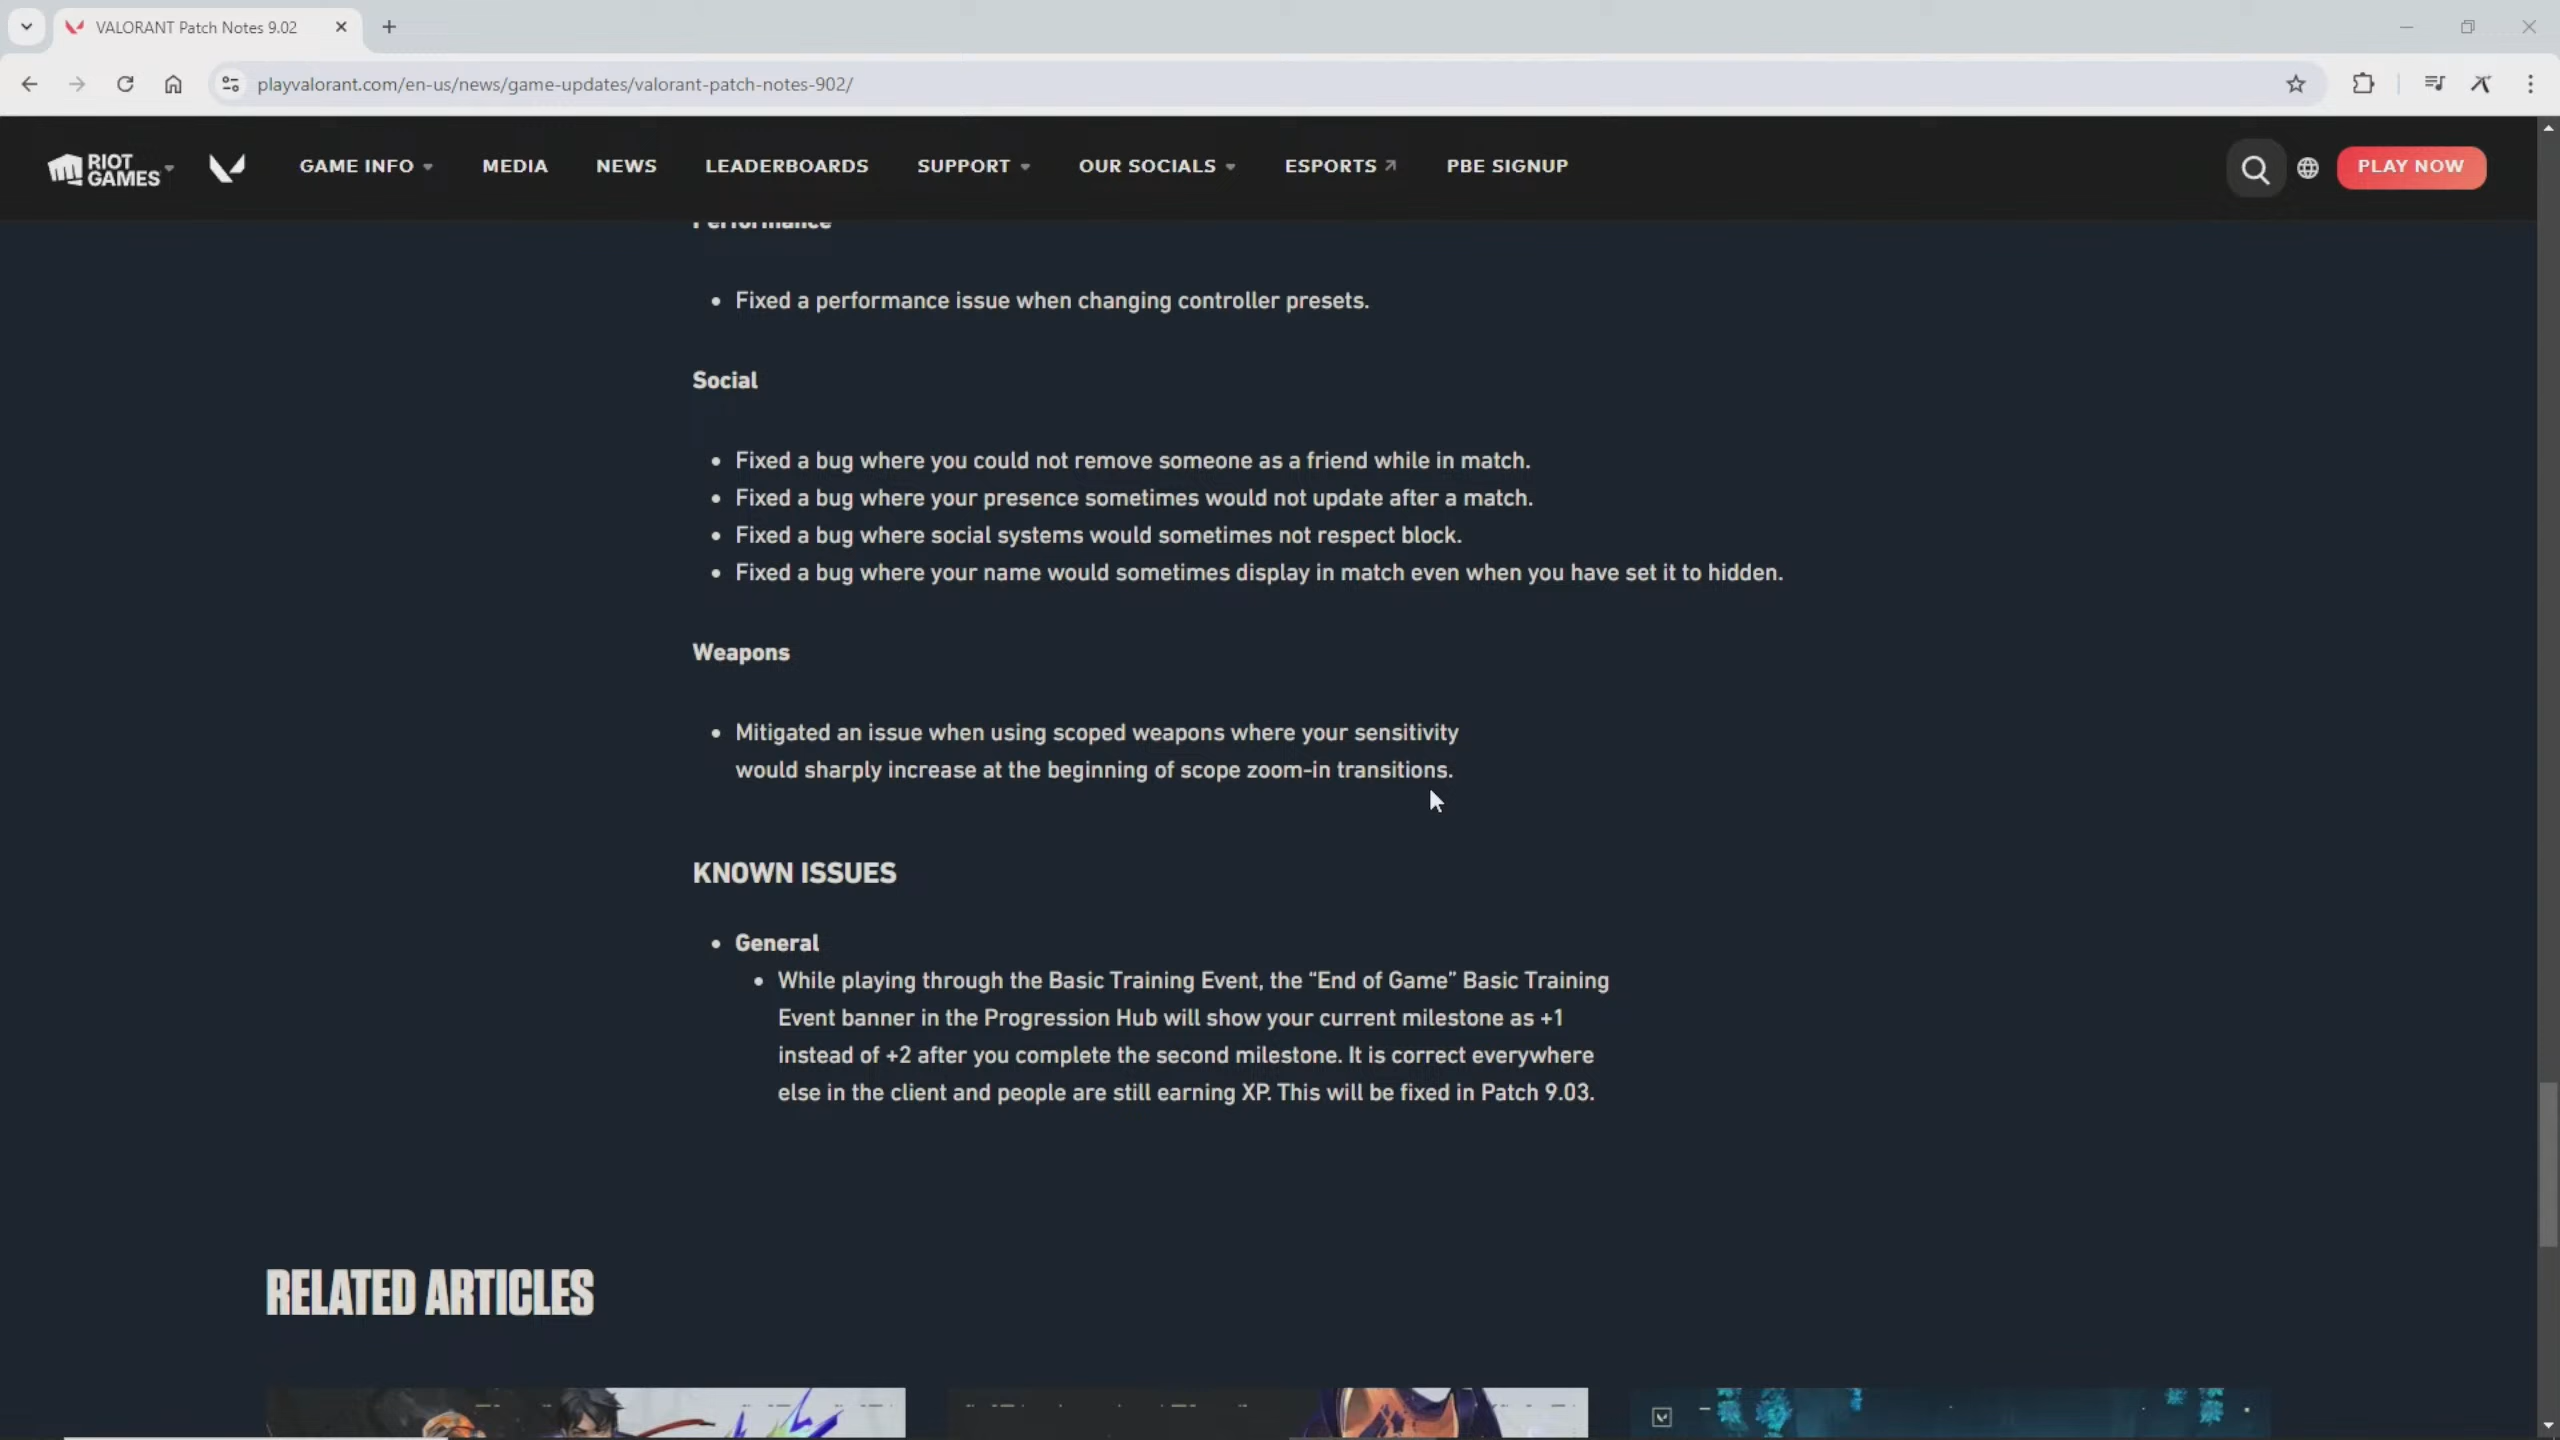 VALORANT Patch Notes 9.02
playvalorant.com/en-us/news/game-updates/valorant-patch-notes-902/
RIOT GAMES
GAME INFO
MEDIA
NEWS
LEADERBOARDS
SUPPORT
OUR SOCIALS
ESPORTS
PBE SIGNUP
PLAY NOW
Performance
• Fixed a performance issue when changing controller presets.
Social
• Fixed a bug where you could not remove someone as a friend while in match.
• Fixed a bug where your presence sometimes would not update after a match.
• Fixed a bug where social systems would sometimes not respect block.
• Fixed a bug where your name would sometimes display in match even when you have set it to hidden.
Weapons
• Mitigated an issue when using scoped weapons where your sensitivity
would sharply increase at the beginning of scope zoom-in transitions.
KNOWN ISSUES
• General
• While playing through the Basic Training Event, the “End of Game” Basic Training
Event banner in the Progression Hub will show your current milestone as +1
instead of +2 after you complete the second milestone. It is correct everywhere
else in the client and people are still earning XP. This will be fixed in Patch 9.03.
RELATED ARTICLES